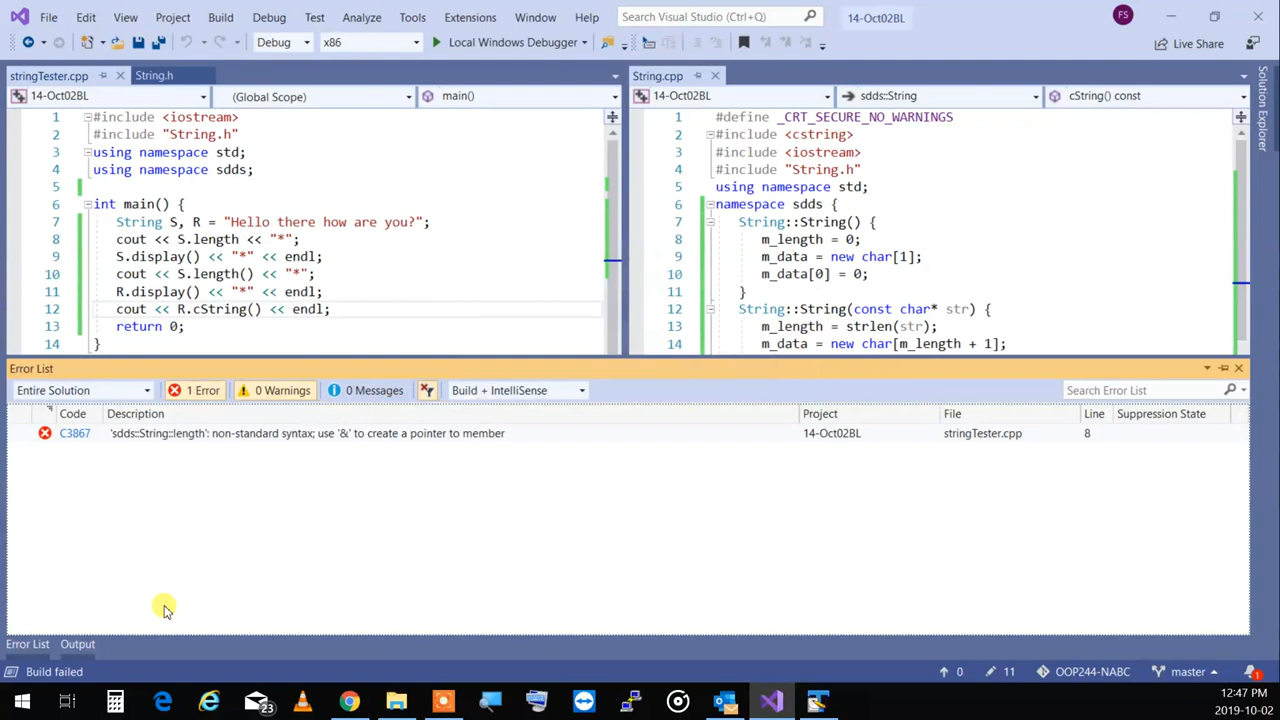 File Edit View Project Build Debug Test Analyze Tools Extensions Window Help Search Visual Studio (Ctrl+Q) 14-Oct02BL FS
Debug x86 Local Windows Debugger Live Share
stringTester.cpp String.h String.cpp
14-Oct02BL (Global Scope) main() 14-Oct02BL sdds::String cString() const
1 #include <iostream>
2 #include "String.h"
3 using namespace std;
4 using namespace sdds;
5
6 int main() {
7 String S, R = "Hello there how are you?";
8 cout << S.length << "*";
9 S.display() << "*" << endl;
10 cout << S.length() << "*";
11 R.display() << "*" << endl;
12 cout << R.cString() << endl;
13 return 0;
14 }
1 #define _CRT_SECURE_NO_WARNINGS
2 #include <cstring>
3 #include <iostream>
4 #include "String.h"
5 using namespace std;
6 namespace sdds {
7 String::String() {
8 m_length = 0;
9 m_data = new char[1];
10 m_data[0] = 0;
11 }
12 String::String(const char* str) {
13 m_length = strlen(str);
14 m_data = new char[m_length + 1];
Solution Explorer
Error List
Entire Solution 1 Error 0 Warnings 0 Messages Build + IntelliSense Search Error List
Code Description Project File Line Suppression State
C3867 'sdds::String::length': non-standard syntax; use '&' to create a pointer to member 14-Oct02BL stringTester.cpp 8
Error List Output
Build failed 0 11 OOP244-NABC master 1
23 12:47 PM
2019-10-02